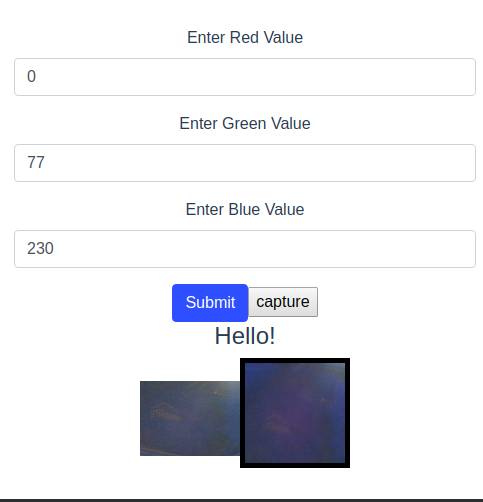 Enter Red Value
0
Enter Green Value
77
Enter Blue Value
230
Submit capture
Hello!